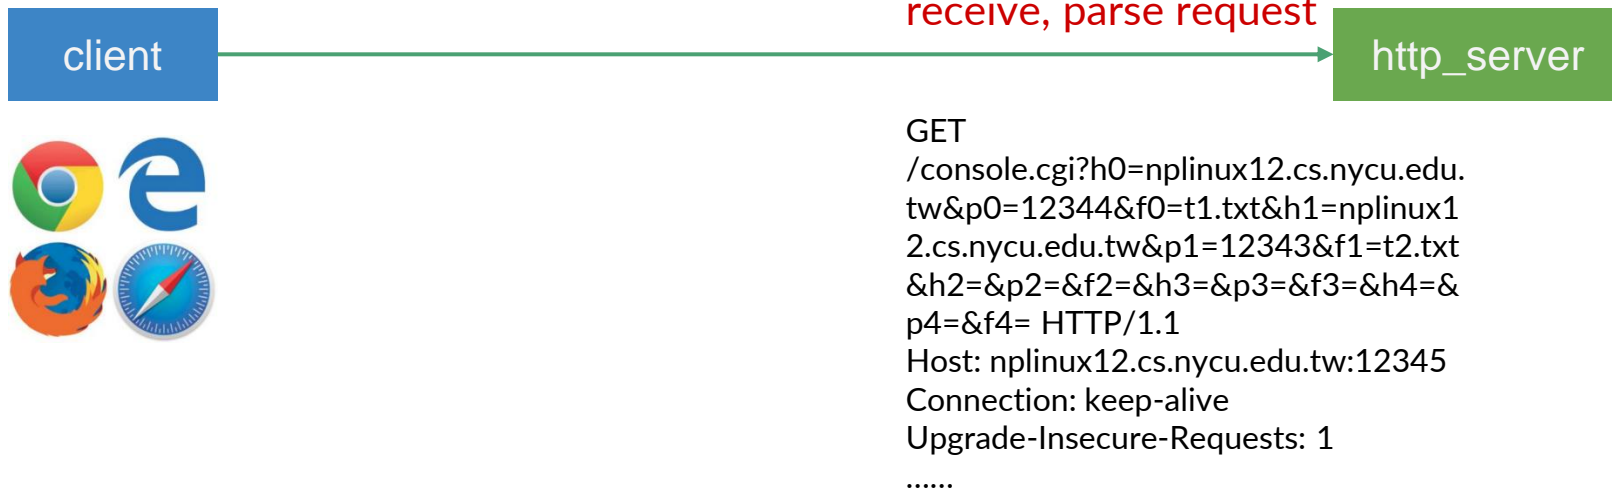 receive, parse request
client
http_server
GET
/console.cgi?h0=nplinux12.cs.nycu.edu.
tw&p0=12344&f0=t1.txt&h1=nplinux1
2.cs.nycu.edu.tw&p1=12343&f1=t2.txt
&h2=&p2=&f2=&h3=&p3=&f3=&h4=&
p4=&f4= HTTP/1.1
Host: nplinux12.cs.nycu.edu.tw:12345
Connection: keep-alive
Upgrade-Insecure-Requests: 1
......